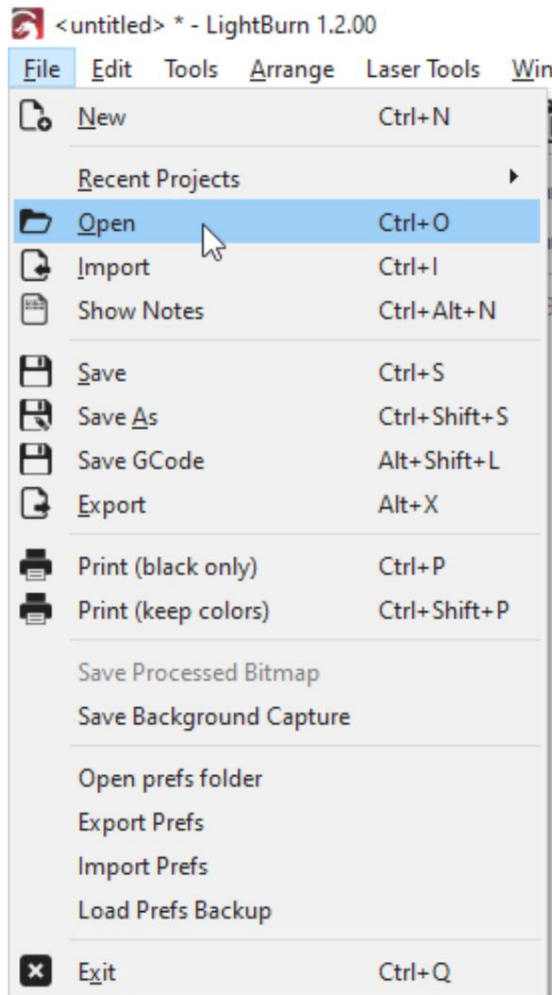 <untitled> * - LightBurn 1.2.00
File Edit Tools Arrange Laser Tools Win
New Ctrl+N
Recent Projects
Open Ctrl+O
Import Ctrl+I
Show Notes Ctrl+Alt+N
Save Ctrl+S
Save As Ctrl+Shift+S
Save GCode Alt+Shift+L
Export Alt+X
Print (black only) Ctrl+P
Print (keep colors) Ctrl+Shift+P
Save Processed Bitmap
Save Background Capture
Open prefs folder
Export Prefs
Import Prefs
Load Prefs Backup
Exit Ctrl+Q